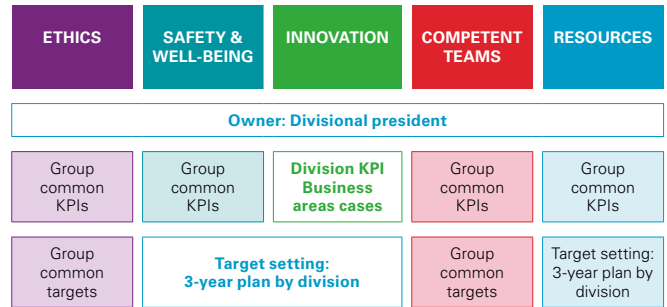 ETHICS
SAFETY &
WELL-BEING
INNOVATION
COMPETENT
TEAMS
RESOURCES
Owner: Divisional president
Group
common
KPIs
Group
common
KPIs
Division KPI
Business
areas cases
Group
common
KPIs
Group
common
KPIs
Group
common
targets
Target setting:
3-year plan by division
Group
common
targets
Target setting:
3-year plan by
division